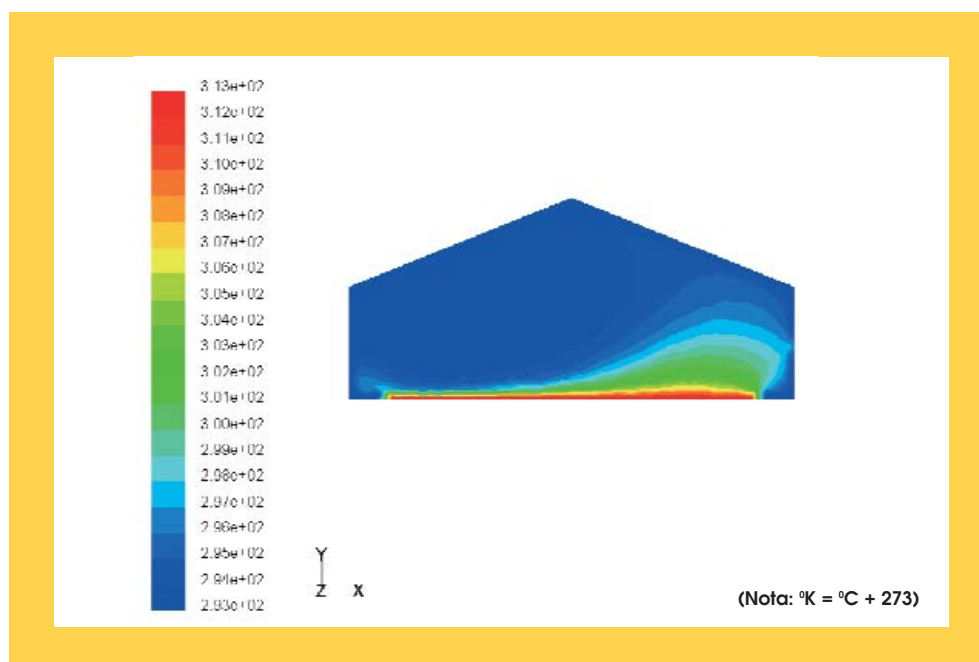 3.13e+02
3.12e+02
3.11e+02
3.10e+02
3.09e+02
3.08e+02
3.07e+02
3.06e+02
3.05e+02
3.04e+02
3.03e+02
3.02e+02
3.01e+02
3.00e+02
2.99e+02
2.98e+02
2.97e+02
2.96e+02
2.95e+02
2.94e+02
2.93e+02
Y
Z X
(Nota: ⁰K = ⁰C + 273)